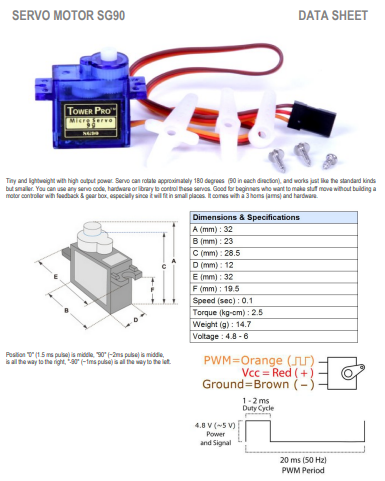 SERVO MOTOR SG90
DATA SHEET
TOWER PRO™
Micro Servo
9g
SG90
Tiny and lightweight with high output power. Servo can rotate approximately 180 degrees (90 in each direction), and works just like the standard kinds
but smaller. You can use any servo code, hardware or library to control these servos. Good for beginners who want to make stuff move without building a
motor controller with feedback & gear box, especially since it will fit in small places. It comes with a 3 horns (arms) and hardware.
A
C
F
E
B
D
Dimensions & Specifications
A (mm) : 32
B (mm) : 23
C (mm) : 28.5
D (mm) : 12
E (mm) : 32
F (mm) : 19.5
Speed (sec) : 0.1
Torque (kg-cm) : 2.5
Weight (g) : 14.7
Voltage : 4.8 - 6
Position "0" (1.5 ms pulse) is middle, "90" (~2ms pulse) is middle,
is all the way to the right, "-90" (~1ms pulse) is all the way to the left.
PWM=Orange (⎍⎍)
Vcc = Red ( + )
Ground=Brown ( – )
1 - 2 ms
Duty Cycle
4.8 V (~5 V)
Power
and Signal
20 ms (50 Hz)
PWM Period